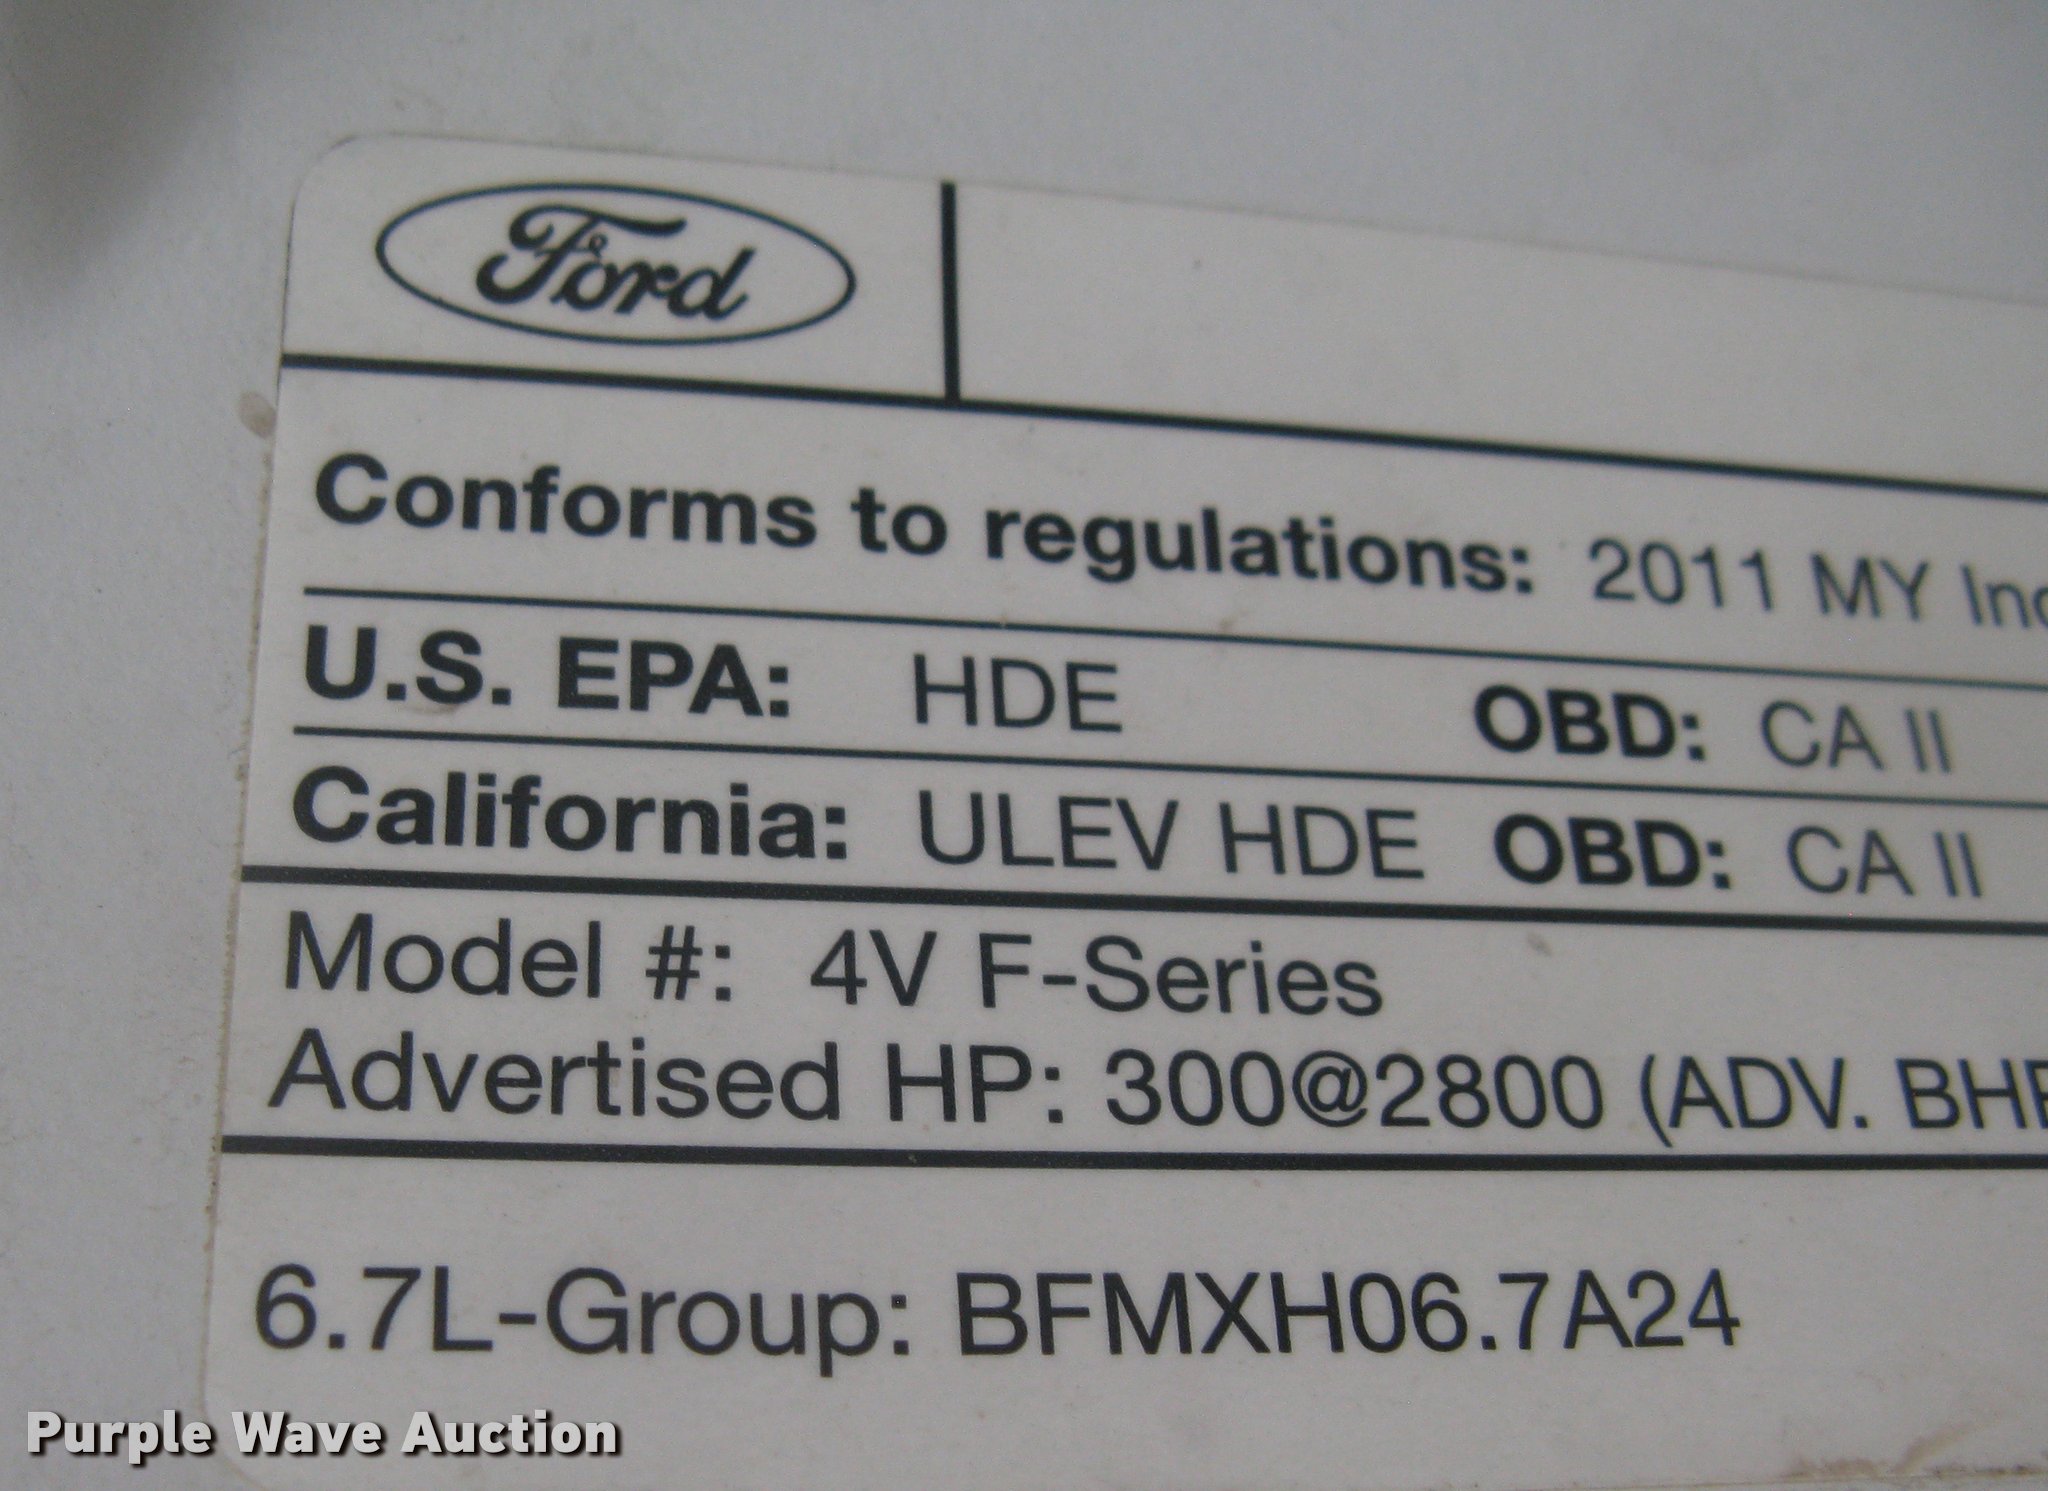 Ford
Conforms to regulations: 2011 MY
U.S. EPA: HDE OBD: CA II
California: ULEV HDE OBD: CA II
Model #: 4V F-Series
Advertised HP: 300@2800 (ADV.
6.7L-Group: BFMXH06.7A24
Purple Wave Auction